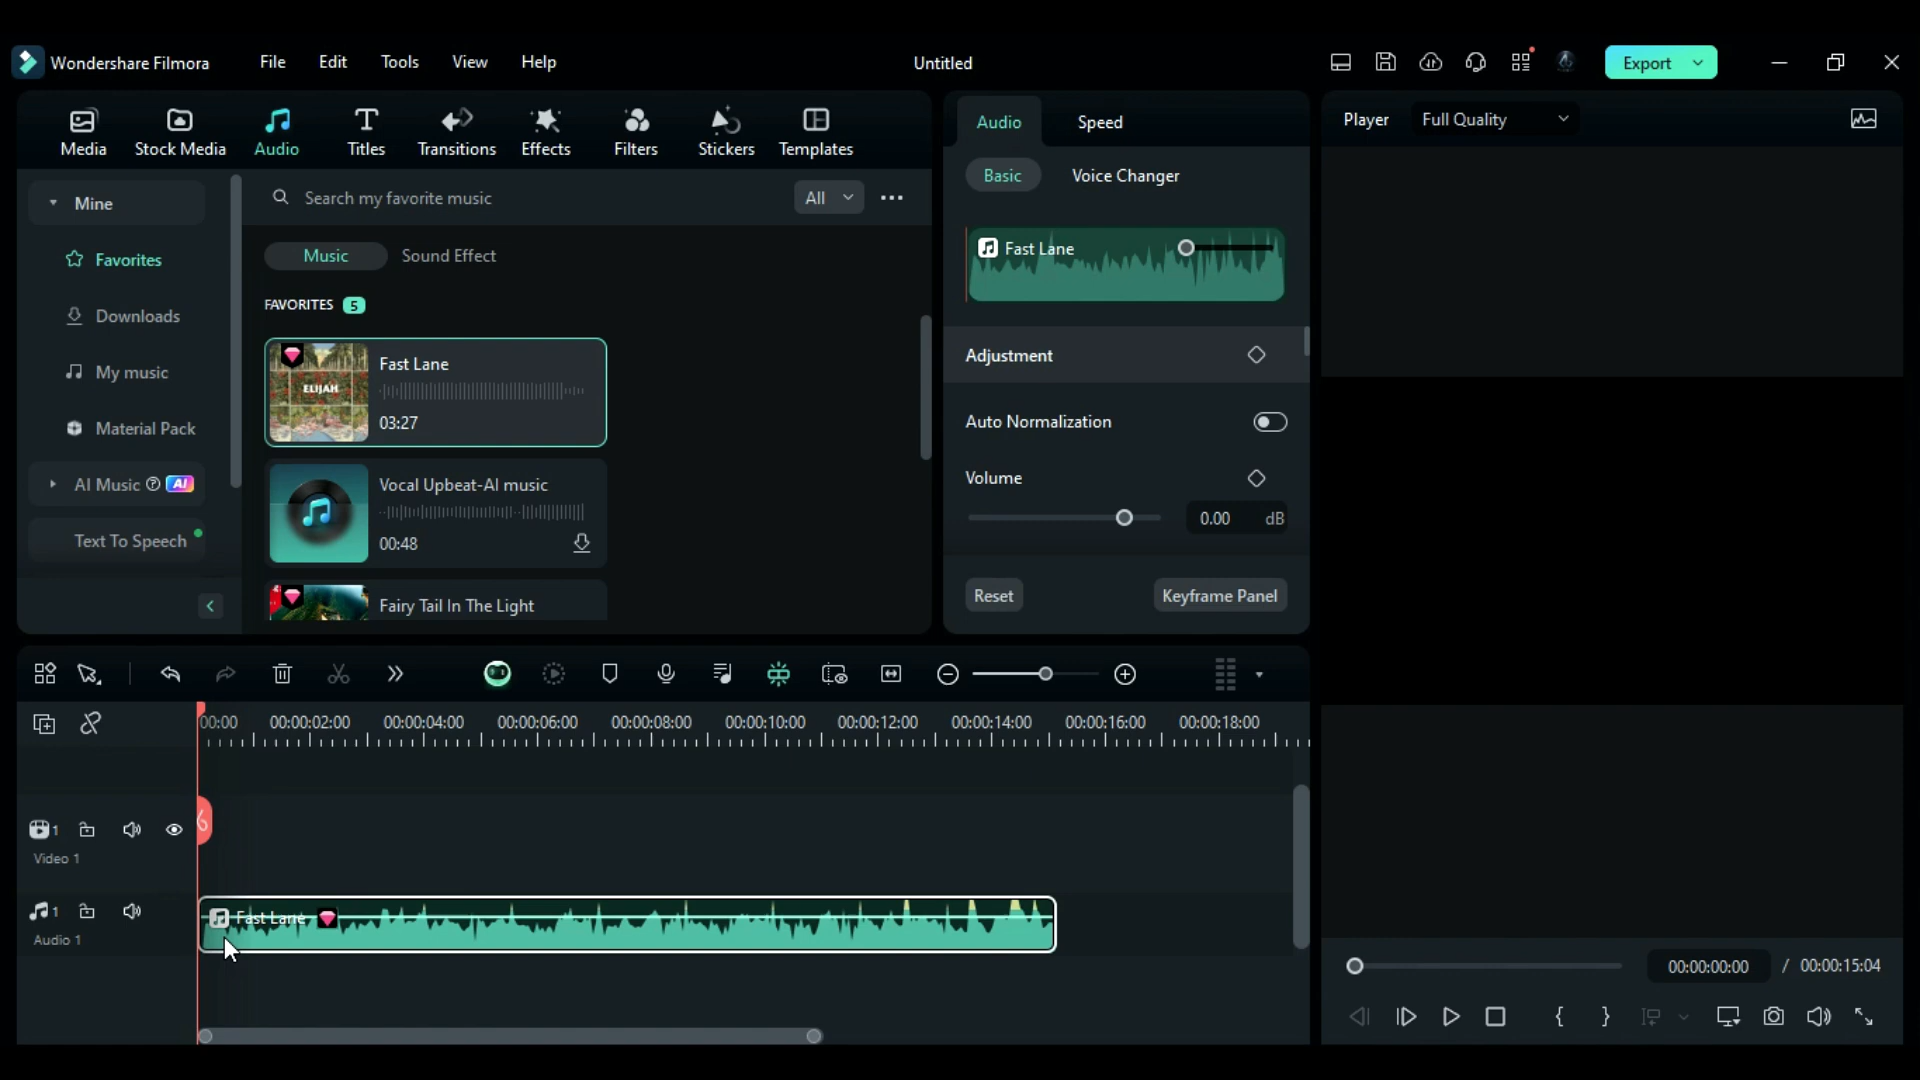 Wondershare Filmora File Edit Tools View Help Untitled Export
Media Stock Media Audio Titles Transitions Effects Filters Stickers Templates
Mine
Favorites
Downloads
My music
Material Pack
AI Music AI
Text To Speech
Search my favorite music All
Music Sound Effect
FAVORITES 5
ELIJAH
Fast Lane
03:27
Vocal Upbeat-AI music
00:48
Fairy Tail In The Light
Audio Speed
Basic Voice Changer
Fast Lane
Adjustment
Auto Normalization
Volume
0.00 dB
Reset Keyframe Panel
Player Full Quality
00:00 00:00:02:00 00:00:04:00 00:00:06:00 00:00:08:00 00:00:10:00 00:00:12:00 00:00:14:00 00:00:16:00 00:00:18:00
1
Video 1
1
Audio 1
Fast Lane
00:00:00:00 / 00:00:15:04